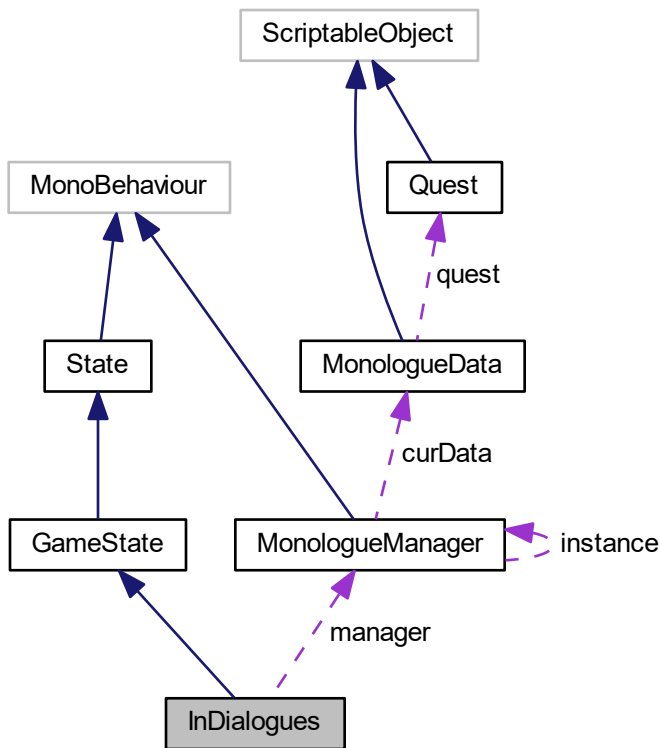 ScriptableObject
MonoBehaviour
Quest
quest
State
MonologueData
curData
GameState
MonologueManager
instance
manager
InDialogues